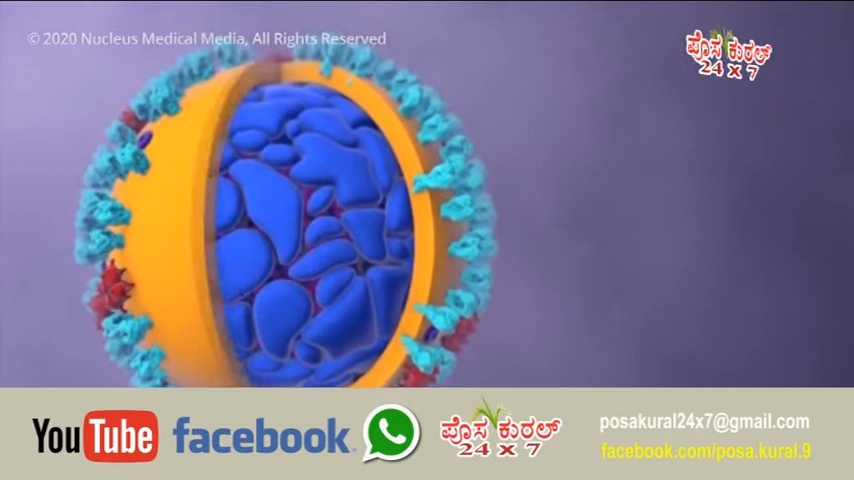 © 2020 Nucleus Medical Media, All Rights Reserved
ಪೊಸ ಕುರಲ್
24 x 7
YouTube facebook
ಪೊಸ ಕುರಲ್
24 x 7
posakural24x7@gmail.com
facebook.com/posa.kural.9